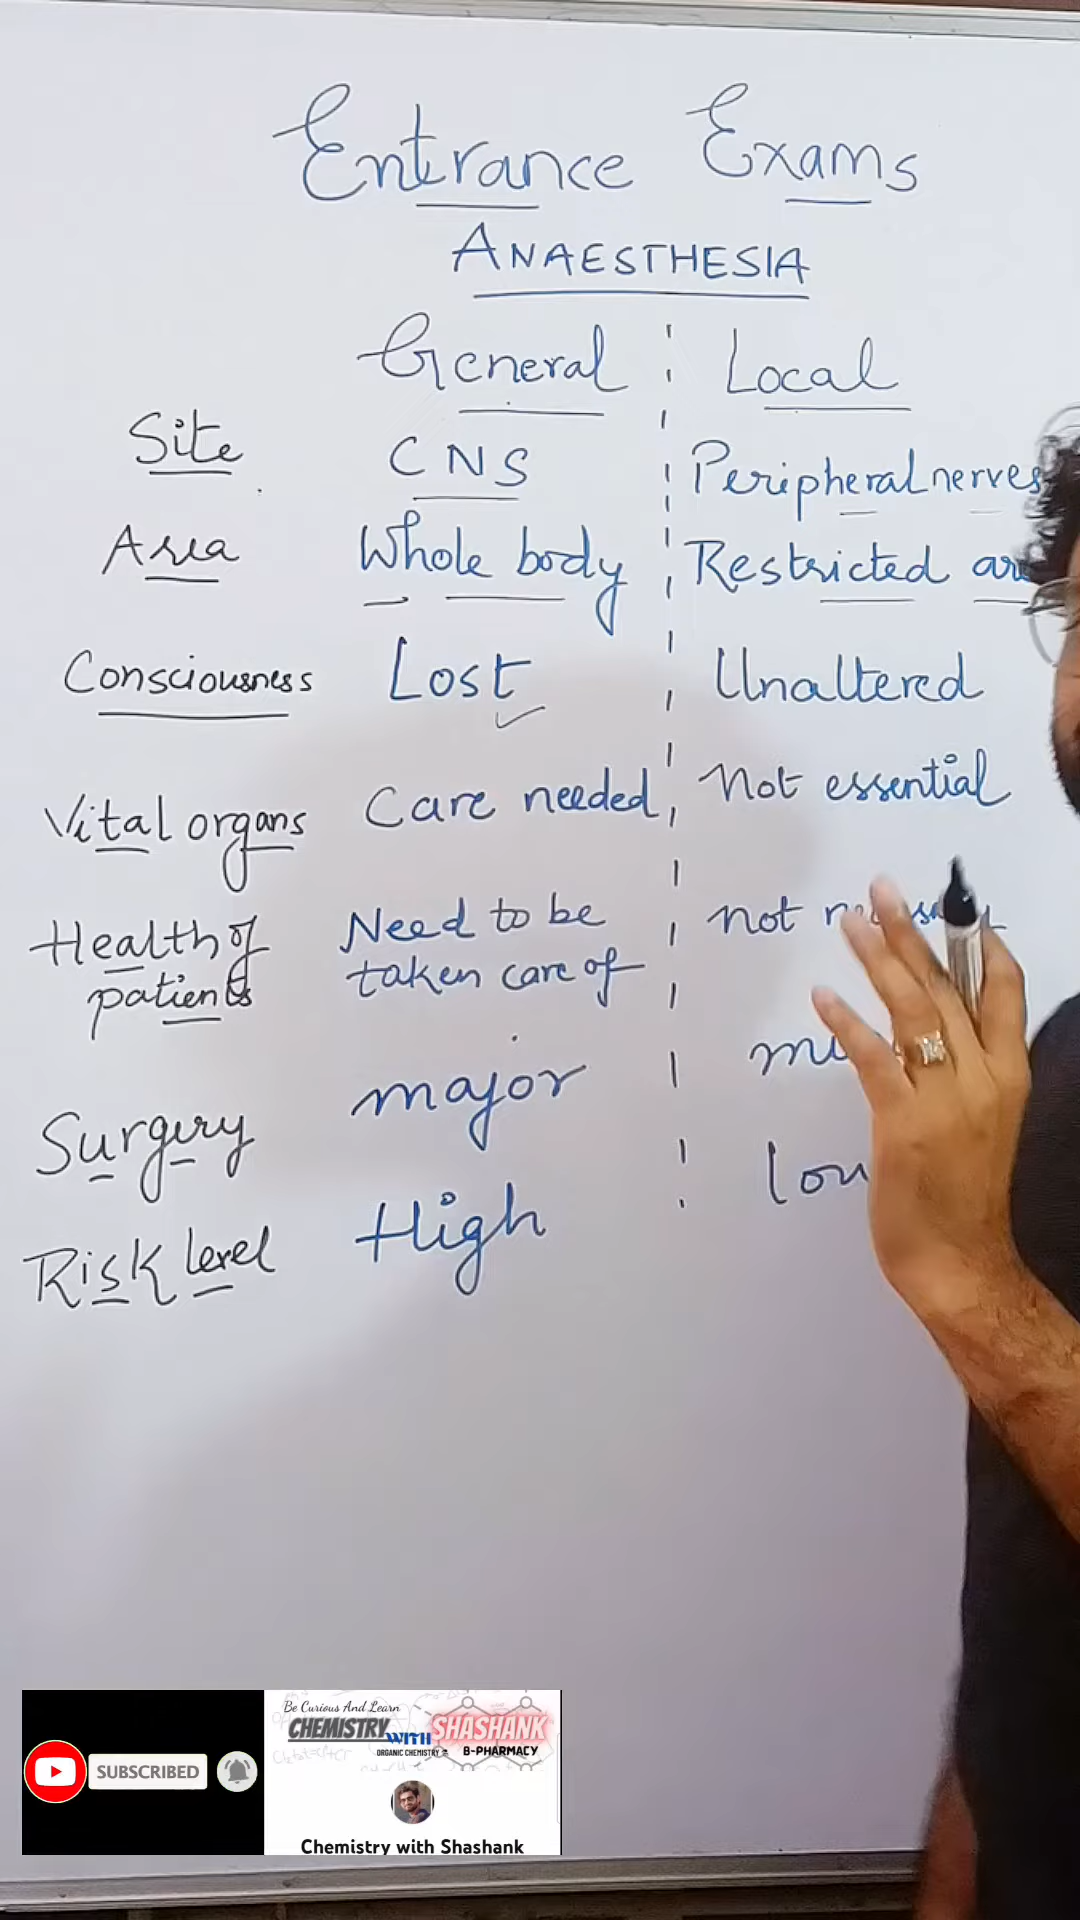 Entrance Exams
ANAESTHESIA
General Local
Site CNS Peripheral nerves
Area Whole body Restricted
Consciousness Lost Unaltered
Vital organs Care needed Not essential
Health of patients Need to be taken care of not
Surgery major
Risk level High
Be Curious And Learn
CHEMISTRY WITH SHASHANK
ORGANIC CHEMISTRY B-PHARMACY
SUBSCRIBED
Chemistry with Shashank